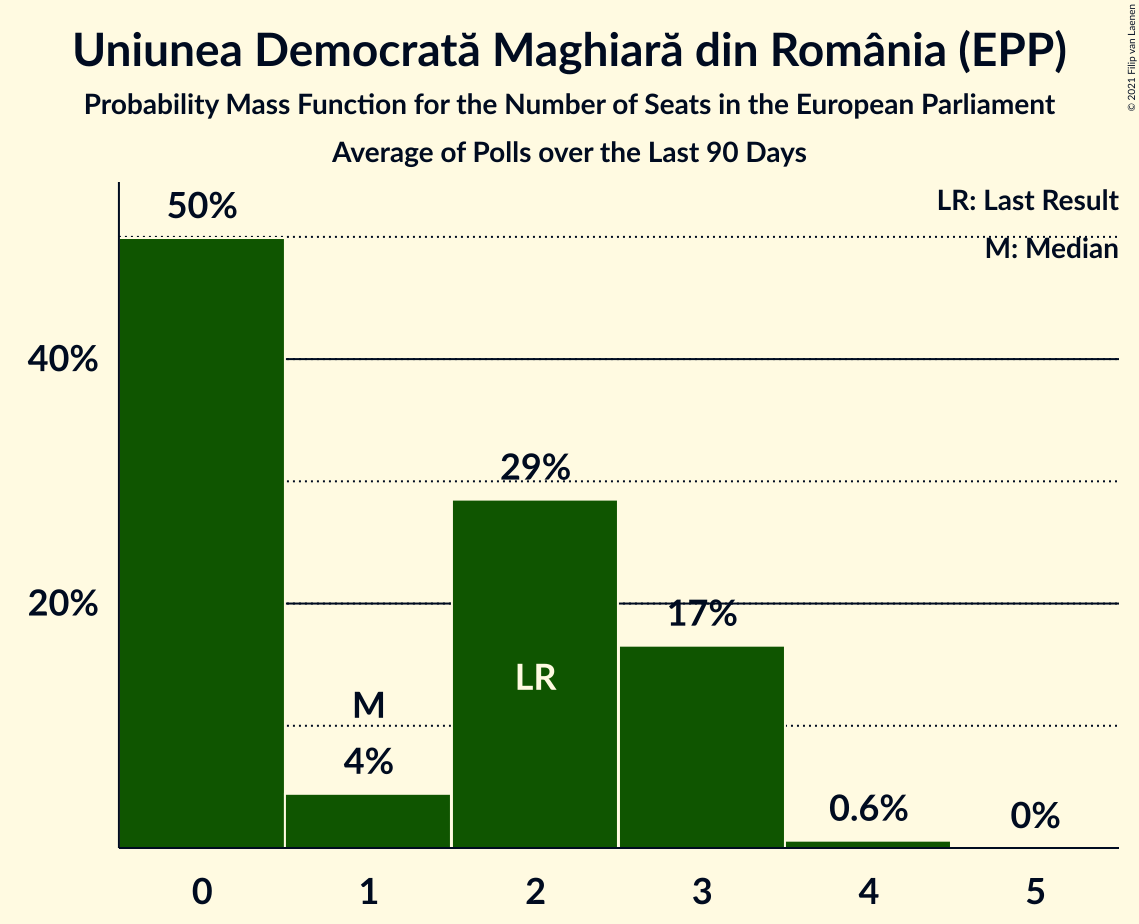 Uniunea Democrată Maghiară din România (EPP)
Probability Mass Function for the Number of Seats in the European Parliament
Average of Polls over the Last 90 Days
© 2021 Filip van Laenen
LR: Last Result
M: Median
50%
40%
29%
20%
17%
LR
M
4%
0.6%
0%
0 1 2 3 4 5